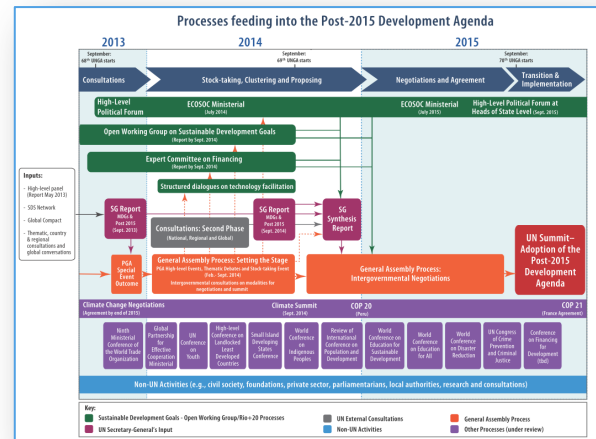 Processes feeding into the Post-2015 Development Agenda
2013
2014
2015
September:
68th UNGA starts
September:
69th UNGA starts
September:
70th UNGA starts
Consultations
Stock-taking, Clustering and Proposing
Negotiations and Agreement
Transition &
Implementation
High-Level
Political Forum
ECOSOC Ministerial
(July 2014)
ECOSOC Ministerial
(July 2015)
High-Level Political Forum at
Heads of State Level (Sept. 2015)
Open Working Group on Sustainable Development Goals
(Report by Sept. 2014)
Expert Committee on Financing
(Report by Sept. 2014)
Structured dialogues on technology facilitation
Inputs:
- High-level panel
(Report May 2013)
- SDS Network
- Global Compact
- Thematic, country
& regional
consultations and
global conversations
SG Report
MDGs &
Post 2015
(Sept. 2013)
Consultations: Second Phase
(National, Regional and Global)
SG Report
MDGs &
Post 2015
(Sept. 2014)
SG
Synthesis
Report
PGA
Special
Event
Outcome
General Assembly Process: Setting the Stage
PGA High-level Events, Thematic Debates and Stock-taking Event
(Feb. - Sept. 2014)
Intergovernmental consultations on modalities for
negotiations and summit
General Assembly Process:
Intergovernmental Negotiations
UN Summit–
Adoption of the
Post-2015
Development
Agenda
Climate Change Negotiations
(Agreement by end of 2015)
Climate Summit
(Sept. 2014)
COP 20
(Peru)
COP 21
(France Agreement)
Ninth
Ministerial
Conference of
the World Trade
Organization
Global
Partnership
for
Effective
Cooperation
Ministerial
UN
Conference
on
Youth
High-level
Conference on
Landlocked
Least
Developed
Countries
Small Island
Developing
States
Conference
World
Conference
on
Indigenous
Peoples
Review of
International
Conference on
Population and
Development
World
Conference on
Education for
Sustainable
Development
World
Conference on
Education
for All
World
Conference
on Disaster
Reduction
UN Congress
of Crime
Prevention
and Criminal
Justice
Conference
on Financing
for
Development
(tbd)
Non-UN Activities (e.g., civil society, foundations, private sector, parliamentarians, local authorities, research and consultations)
Key:
Sustainable Development Goals - Open Working Group/Rio+20 Processes
UN External Consultations
General Assembly Process
UN Secretary-General's Input
Non-UN Activities
Other Processes (under review)